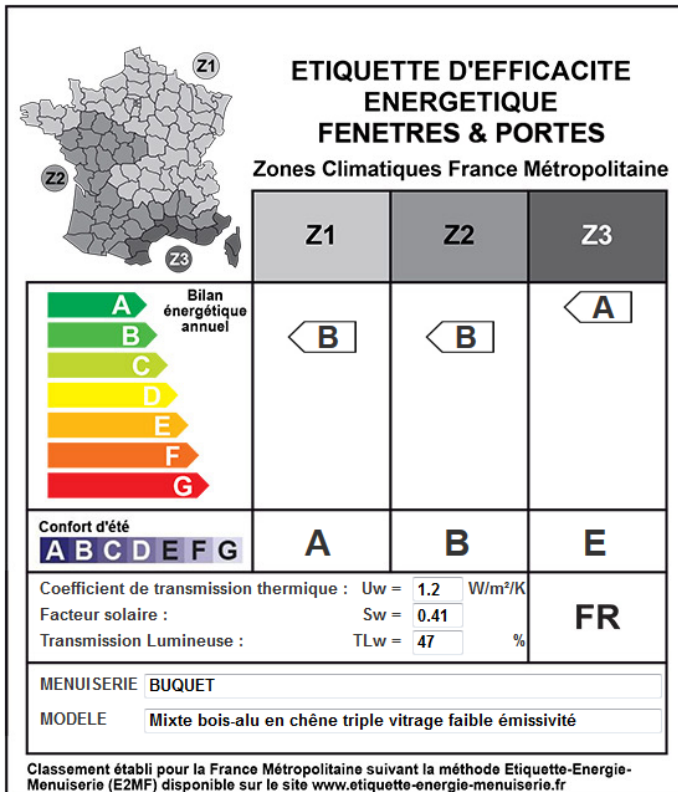 ETIQUETTE D'EFFICACITE
ENERGETIQUE
FENETRES & PORTES
Zones Climatiques France Métropolitaine
Z1
Z2
Z3
Z1 Z2 Z3
Bilan
énergétique
annuel
A
B
C
D
E
F
G
B B A
Confort d'été
A B C D E F G
A B E
Coefficient de transmission thermique : Uw = 1.2 W/m²/K
Facteur solaire : Sw = 0.41
Transmission Lumineuse : TLw = 47 %
FR
MENUISERIE BUQUET
MODELE Mixte bois-alu en chêne triple vitrage faible émissivité
Classement établi pour la France Métropolitaine suivant la méthode Etiquette-Energie-
Menuiserie (E2MF) disponible sur le site www.etiquette-energie-menuiserie.fr